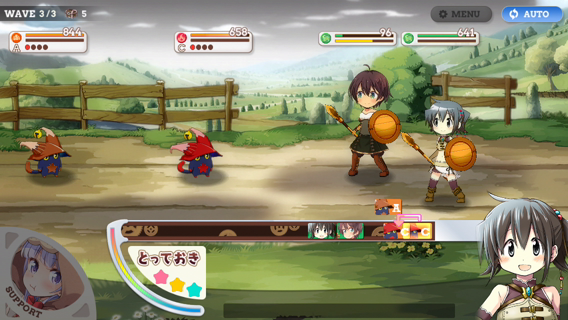 WAVE 3/3 5
MENU
AUTO
844
A
658
C
96
641
A
C
とっておき
SUPPORT